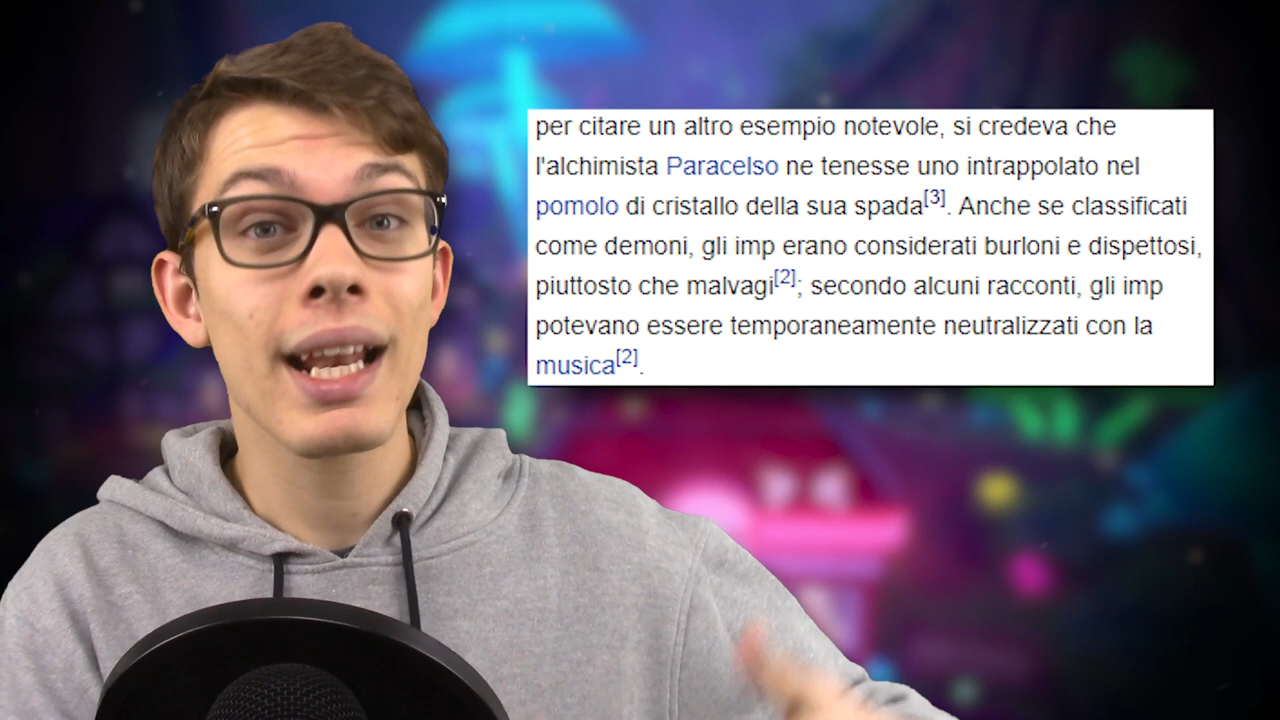 per citare un altro esempio notevole, si credeva che
l'alchimista Paracelso ne tenesse uno intrappolato nel
pomolo di cristallo della sua spada[3]. Anche se classificati
come demoni, gli imp erano considerati burloni e dispettosi,
piuttosto che malvagi[2]; secondo alcuni racconti, gli imp
potevano essere temporaneamente neutralizzati con la
musica[2].